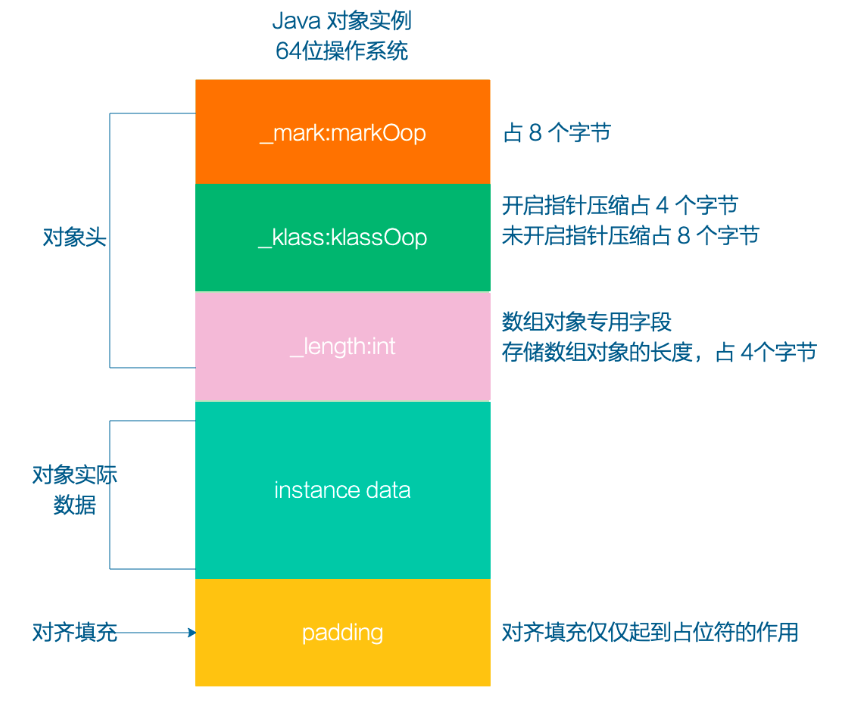 Java 对象实例
64位操作系统
_mark:markOop
占 8 个字节
对象头
_klass:klassOop
开启指针压缩占 4 个字节
未开启指针压缩占 8 个字节
_length:int
数组对象专用字段
存储数组对象的长度，占 4个字节
对象实际
数据
instance data
对齐填充
padding
对齐填充仅仅起到占位符的作用